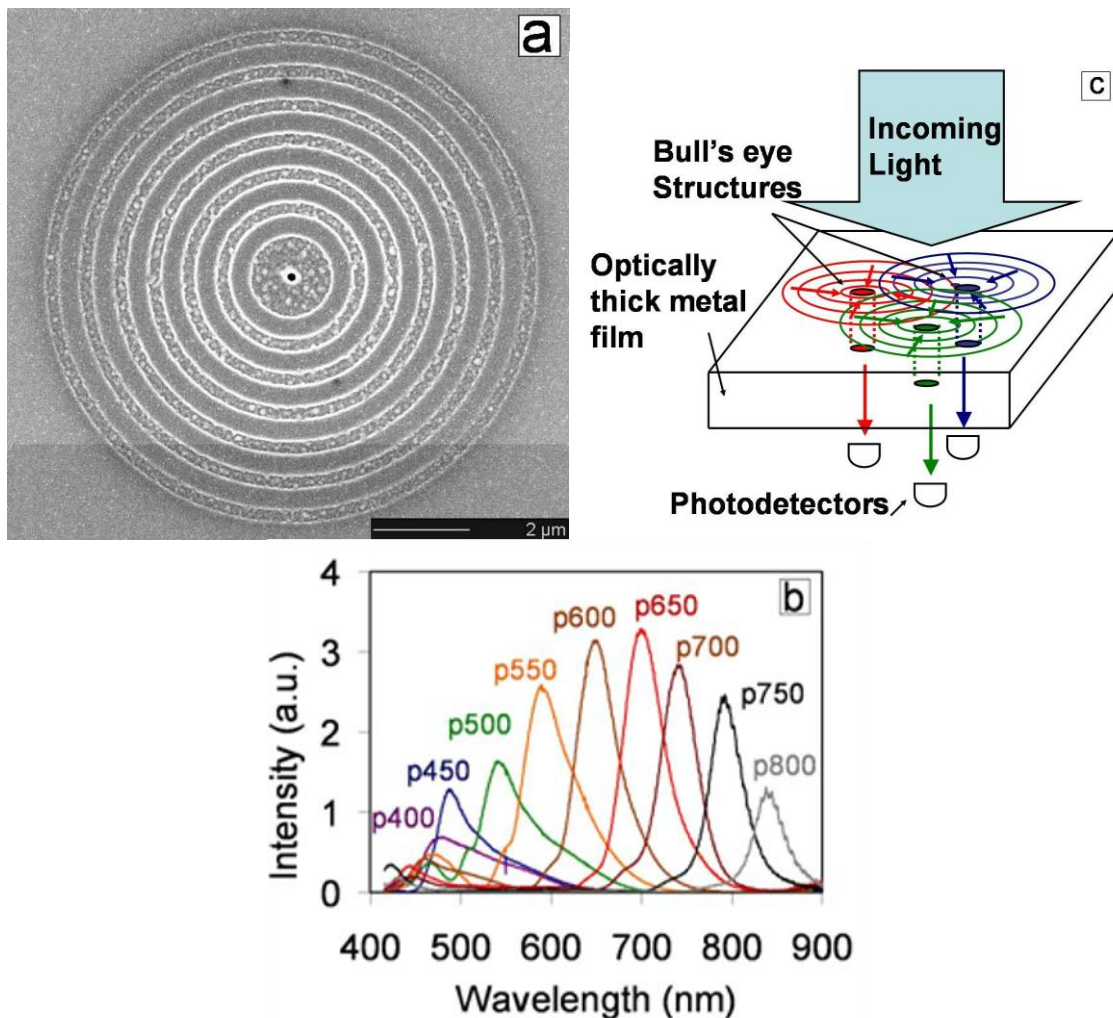 a
2 µm
c
Incoming
Light
Bull's eye
Structures
Optically
thick metal
film
Photodetectors
b
Intensity (a.u.)
4
3
2
1
0
p400
p450
p500
p550
p600
p650
p700
p750
p800
400 500 600 700 800 900
Wavelength (nm)